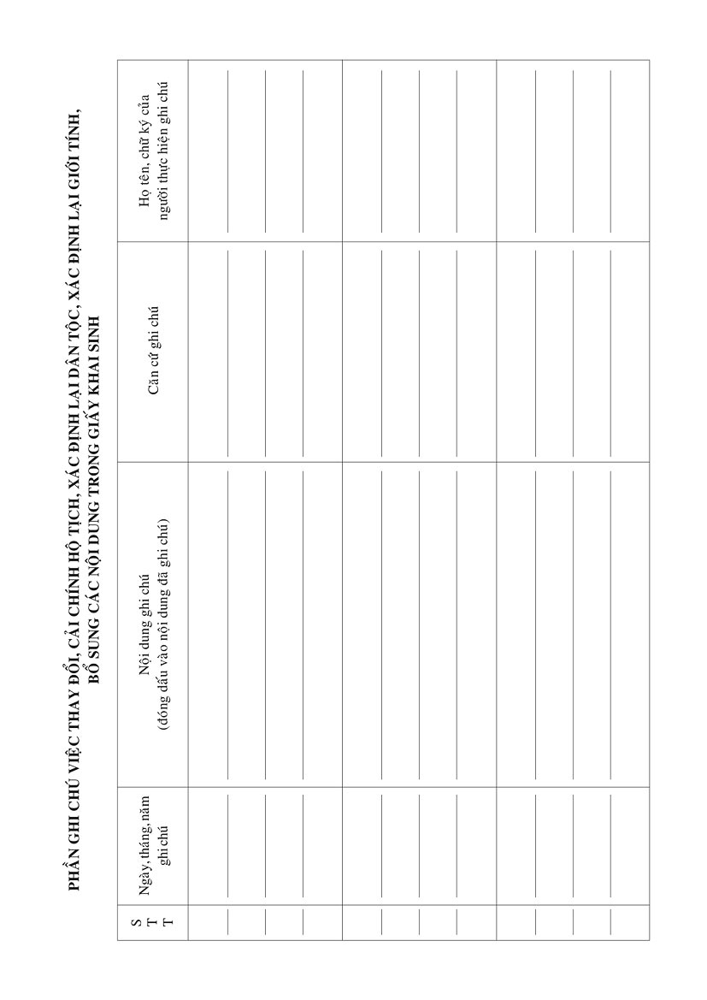 PHẦN GHI CHÚ VIỆC THAY ĐỔI, CẢI CHÍNH HỘ TỊCH, XÁC ĐỊNH LẠI DÂN TỘC, XÁC ĐỊNH LẠI GIỚI TÍNH,
BỔ SUNG CÁC NỘI DUNG TRONG GIẤY KHAI SINH
S
T
T
Ngày, tháng, năm
ghi chú
Nội dung ghi chú
(đóng dấu vào nội dung đã ghi chú)
Căn cứ ghi chú
Họ tên, chữ ký của
người thực hiện ghi chú